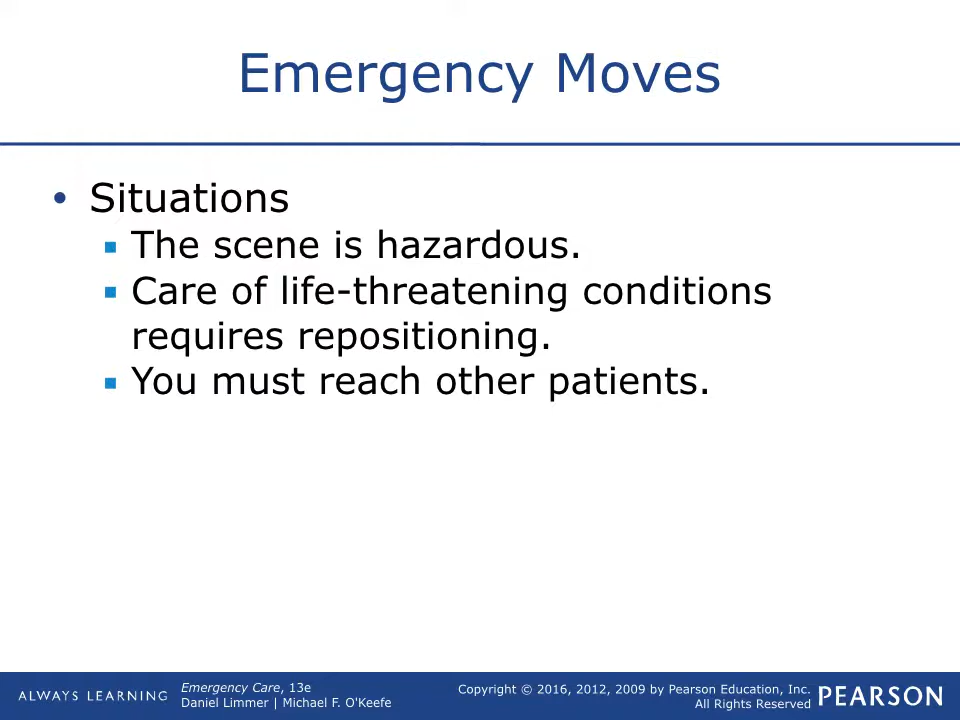 Emergency Moves
• Situations
▪ The scene is hazardous.
▪ Care of life-threatening conditions
requires repositioning.
▪ You must reach other patients.
ALWAYS LEARNING
Emergency Care, 13e
Daniel Limmer | Michael F. O'Keefe
Copyright © 2016, 2012, 2009 by Pearson Education, Inc.
All Rights Reserved
PEARSON